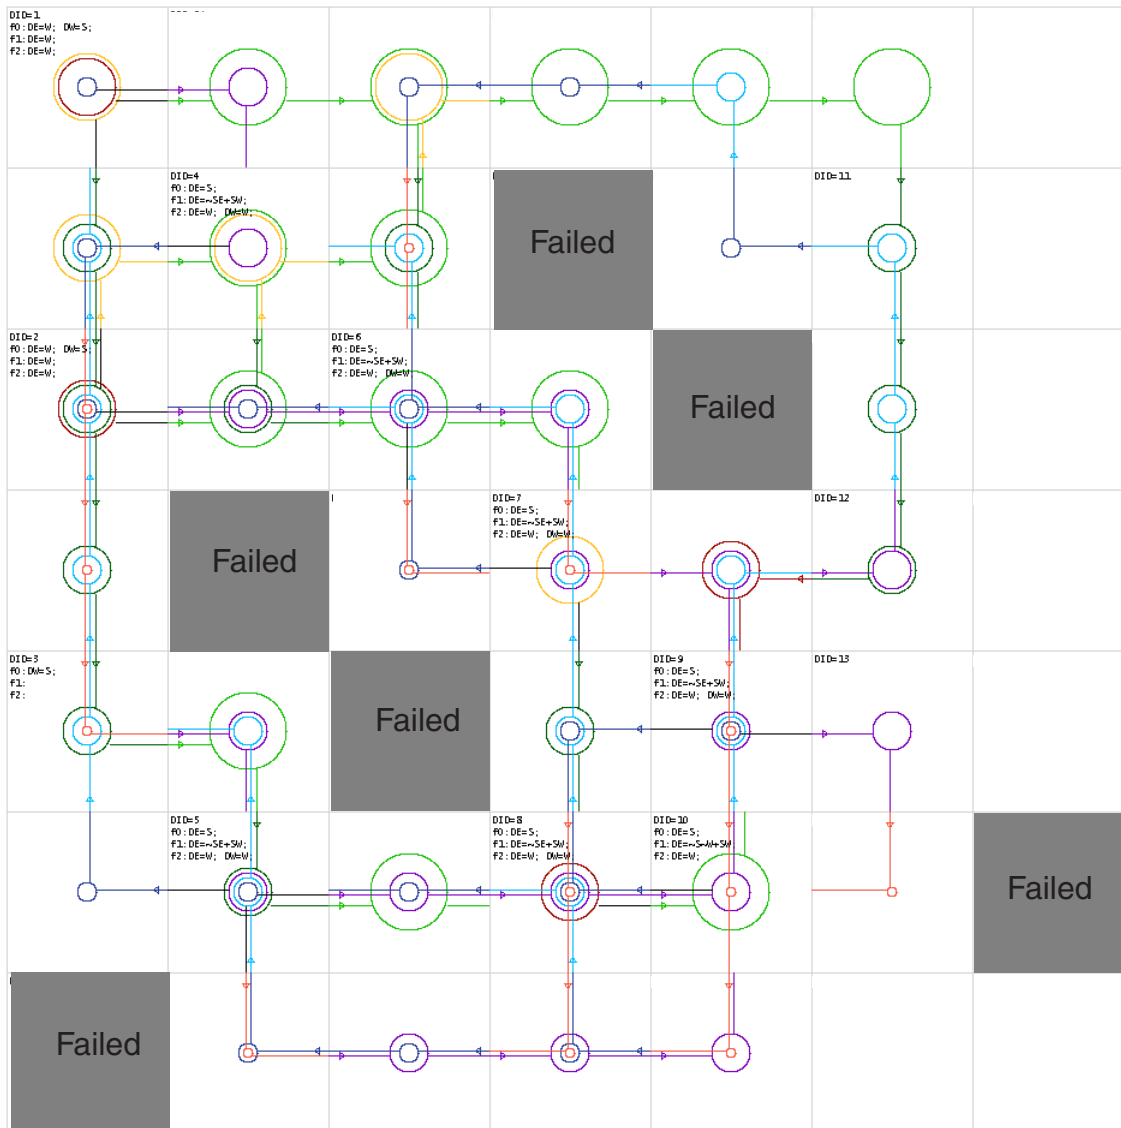 DID=1
f0:DE=W; DW=S;
f1:DE=W;
f2:DE=W;
DID=4
f0:DE=S;
f1:DE=~SE+SW;
f2:DE=W; DW=W;
Failed
DID=11
DID=2
f0:DE=W; DW=S;
f1:DE=W;
f2:DE=W;
DID=6
f0:DE=S;
f1:DE=~SE+SW;
f2:DE=W; DW=W;
Failed
Failed
DID=7
f0:DE=S;
f1:DE=~SE+SW;
f2:DE=W; DW=W;
DID=12
DID=3
f0:DW=S;
f1:
f2:
Failed
DID=9
f0:DE=S;
f1:DE=~SE+SW;
f2:DE=W; DW=W;
DID=13
DID=5
f0:DE=S;
f1:DE=~SE+SW;
f2:DE=W; DW=W;
DID=8
f0:DE=S;
f1:DE=~SE+SW;
f2:DE=W; DW=W;
DID=10
f0:DE=S;
f1:DE=~S~W+SW;
f2:DE=W;
Failed
Failed